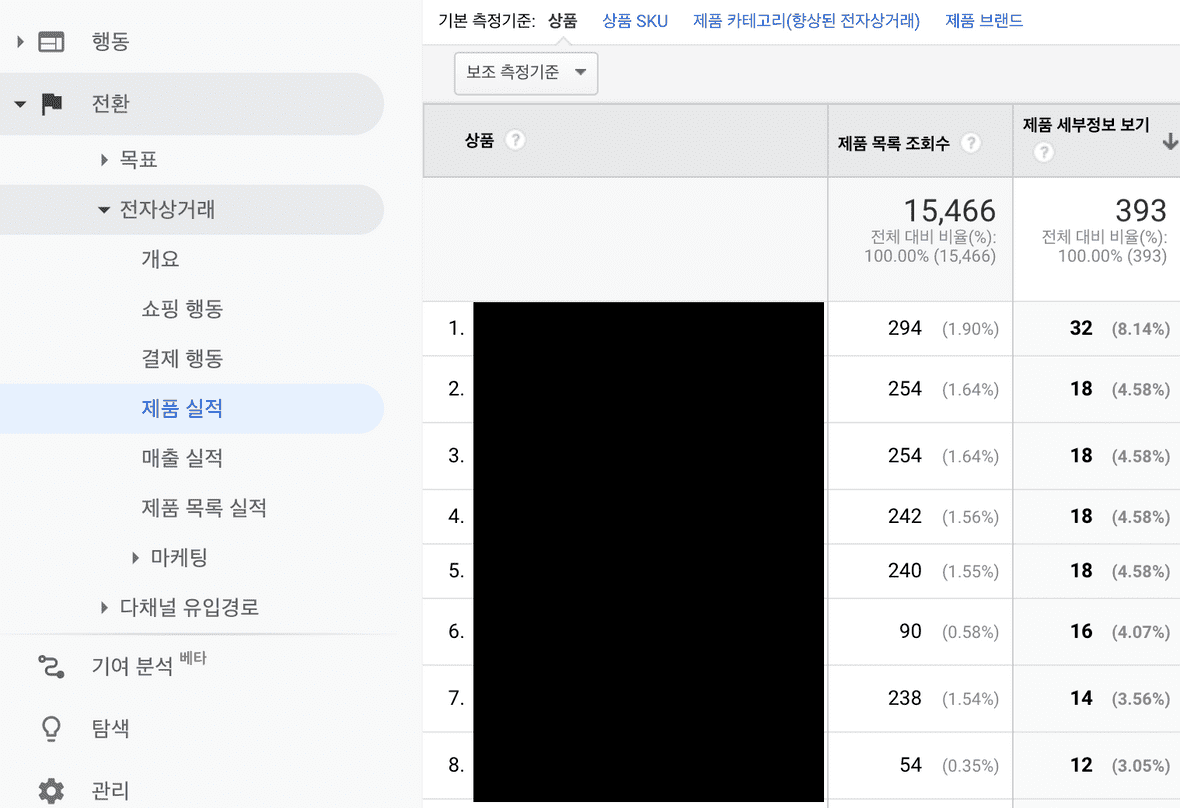 행동
전환
목표
전자상거래
개요
쇼핑 행동
결제 행동
제품 실적
매출 실적
제품 목록 실적
마케팅
다채널 유입경로
기여 분석 베타
탐색
관리
기본 측정기준: 상품 상품 SKU 제품 카테고리(향상된 전자상거래) 제품 브랜드
보조 측정기준
상품 ? 제품 목록 조회수 ? 제품 세부정보 보기 ?
15,466 393
전체 대비 비율(%): 전체 대비 비율(%):
100.00% (15,466) 100.00% (393)
1. 294 (1.90%) 32 (8.14%)
2. 254 (1.64%) 18 (4.58%)
3. 254 (1.64%) 18 (4.58%)
4. 242 (1.56%) 18 (4.58%)
5. 240 (1.55%) 18 (4.58%)
6. 90 (0.58%) 16 (4.07%)
7. 238 (1.54%) 14 (3.56%)
8. 54 (0.35%) 12 (3.05%)